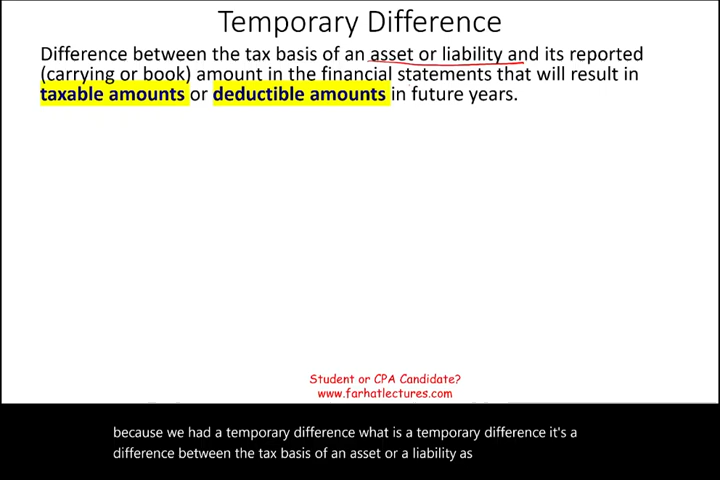 Temporary Difference
Difference between the tax basis of an asset or liability and its reported
(carrying or book) amount in the financial statements that will result in
taxable amounts or deductible amounts in future years.
Student or CPA Candidate?
www.farhatlectures.com
because we had a temporary difference what is a temporary difference it's a
difference between the tax basis of an asset or a liability as